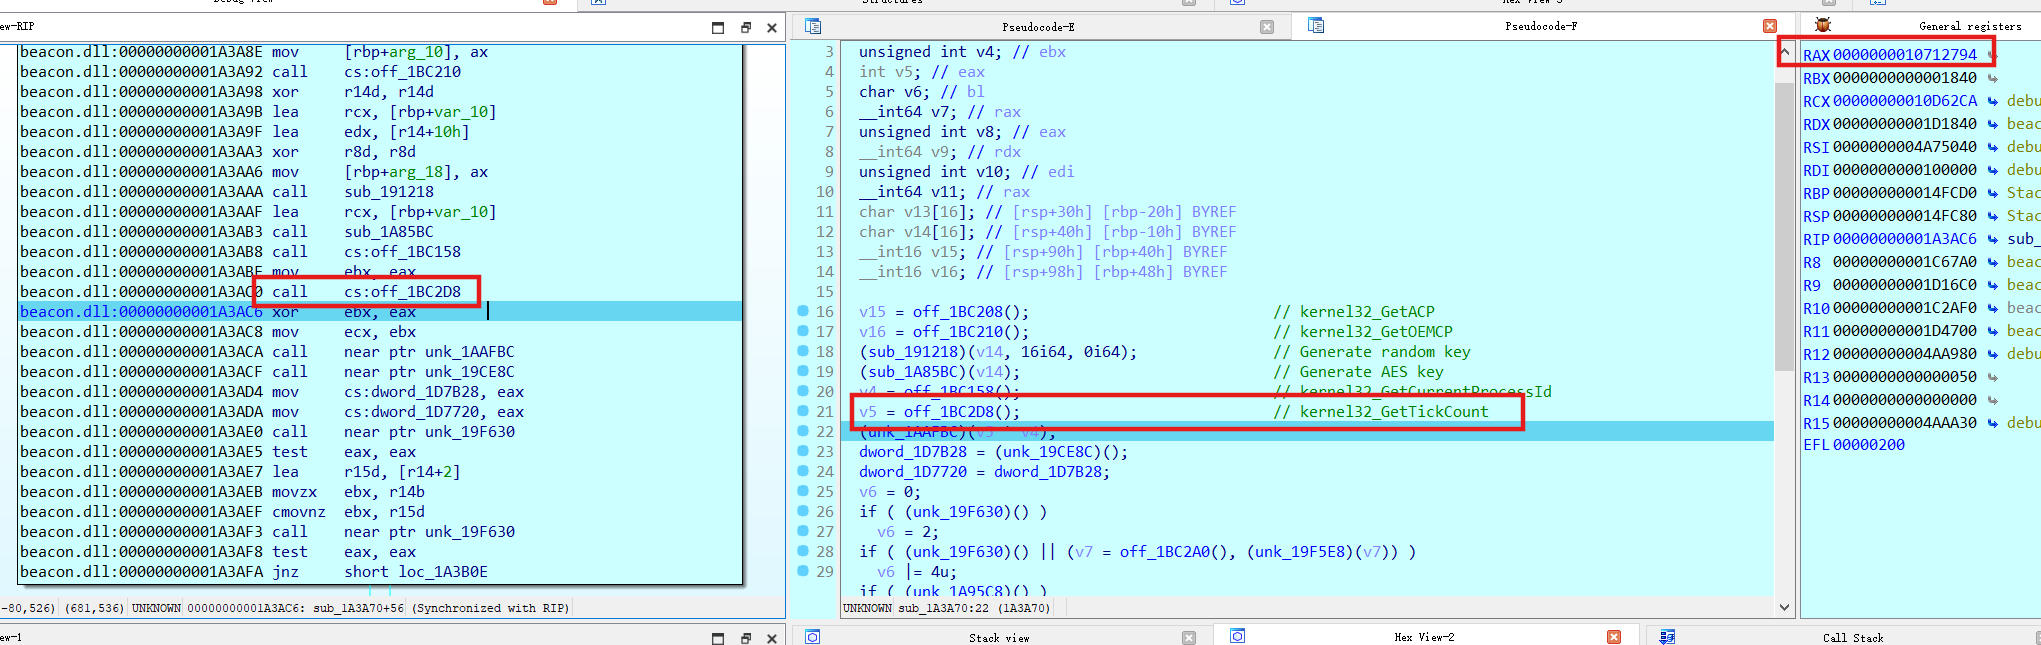 Debug View
Structures
Hex View-3
ew-RIP
Pseudocode-E
Pseudocode-F
General registers
beacon.dll:00000000001A3A8E mov [rbp+arg_10], ax
beacon.dll:00000000001A3A92 call cs:off_1BC210
beacon.dll:00000000001A3A98 xor r14d, r14d
beacon.dll:00000000001A3A9B lea rcx, [rbp+var_10]
beacon.dll:00000000001A3A9F lea edx, [r14+10h]
beacon.dll:00000000001A3AA3 xor r8d, r8d
beacon.dll:00000000001A3AA6 mov [rbp+arg_18], ax
beacon.dll:00000000001A3AAA call sub_191218
beacon.dll:00000000001A3AAF lea rcx, [rbp+var_10]
beacon.dll:00000000001A3AB3 call sub_1A85BC
beacon.dll:00000000001A3AB8 call cs:off_1BC158
beacon.dll:00000000001A3ABE mov ebx, eax
beacon.dll:00000000001A3AC0 call cs:off_1BC2D8
beacon.dll:00000000001A3AC6 xor ebx, eax
beacon.dll:00000000001A3AC8 mov ecx, ebx
beacon.dll:00000000001A3ACA call near ptr unk_1AAFBC
beacon.dll:00000000001A3ACF call near ptr unk_19CE8C
beacon.dll:00000000001A3AD4 mov cs:dword_1D7B28, eax
beacon.dll:00000000001A3ADA mov cs:dword_1D7720, eax
beacon.dll:00000000001A3AE0 call near ptr unk_19F630
beacon.dll:00000000001A3AE5 test eax, eax
beacon.dll:00000000001A3AE7 lea r15d, [r14+2]
beacon.dll:00000000001A3AEB movzx ebx, r14b
beacon.dll:00000000001A3AEF cmovnz ebx, r15d
beacon.dll:00000000001A3AF3 call near ptr unk_19F630
beacon.dll:00000000001A3AF8 test eax, eax
beacon.dll:00000000001A3AFA jnz short loc_1A3B0E
-80,526) (681,536) UNKNOWN 00000000001A3AC6: sub_1A3A70+56 (Synchronized with RIP)
3 unsigned int v4; // ebx
4 int v5; // eax
5 char v6; // bl
6 __int64 v7; // rax
7 unsigned int v8; // eax
8 __int64 v9; // rdx
9 unsigned int v10; // edi
10 __int64 v11; // rax
11 char v13[16]; // [rsp+30h] [rbp-20h] BYREF
12 char v14[16]; // [rsp+40h] [rbp-10h] BYREF
13 __int16 v15; // [rsp+90h] [rbp+40h] BYREF
14 __int16 v16; // [rsp+98h] [rbp+48h] BYREF
15
16 v15 = off_1BC208(); // kernel32_GetACP
17 v16 = off_1BC210(); // kernel32_GetOEMCP
18 (sub_191218)(v14, 16i64, 0i64); // Generate random key
19 (sub_1A85BC)(v14); // Generate AES key
20 v4 = off_1BC158(); // kernel32_GetCurrentProcessId
21 v5 = off_1BC2D8(); // kernel32_GetTickCount
22 (unk_1AAFBC)(v5 ^ v4);
23 dword_1D7B28 = (unk_19CE8C)();
24 dword_1D7720 = dword_1D7B28;
25 v6 = 0;
26 if ( (unk_19F630)() )
27 v6 = 2;
28 if ( (unk_19F630)() || (v7 = off_1BC2A0(), (unk_19F5E8)(v7)) )
29 v6 |= 4u;
if ( (unk_1A95C8)() )
UNKNOWN sub_1A3A70:22 (1A3A70)
RAX 0000000010712794
RBX 0000000000001840
RCX 00000000010D62CA debu
RDX 00000000001D1840 beac
RSI 0000000004A75040 debu
RDI 0000000000100000 debu
RBP 000000000014FCD0 Stac
RSP 000000000014FC80 Stac
RIP 00000000001A3AC6 sub_
R8 00000000001C67A0 beac
R9 00000000001D16C0 beac
R10 00000000001C2AF0 beac
R11 00000000001D4700 beac
R12 0000000004AA980 debu
R13 0000000000000050
R14 0000000000000000
R15 0000000004AAA30 debu
EFL 00000200
ew-1
Stack view
Hex View-2
Call Stack